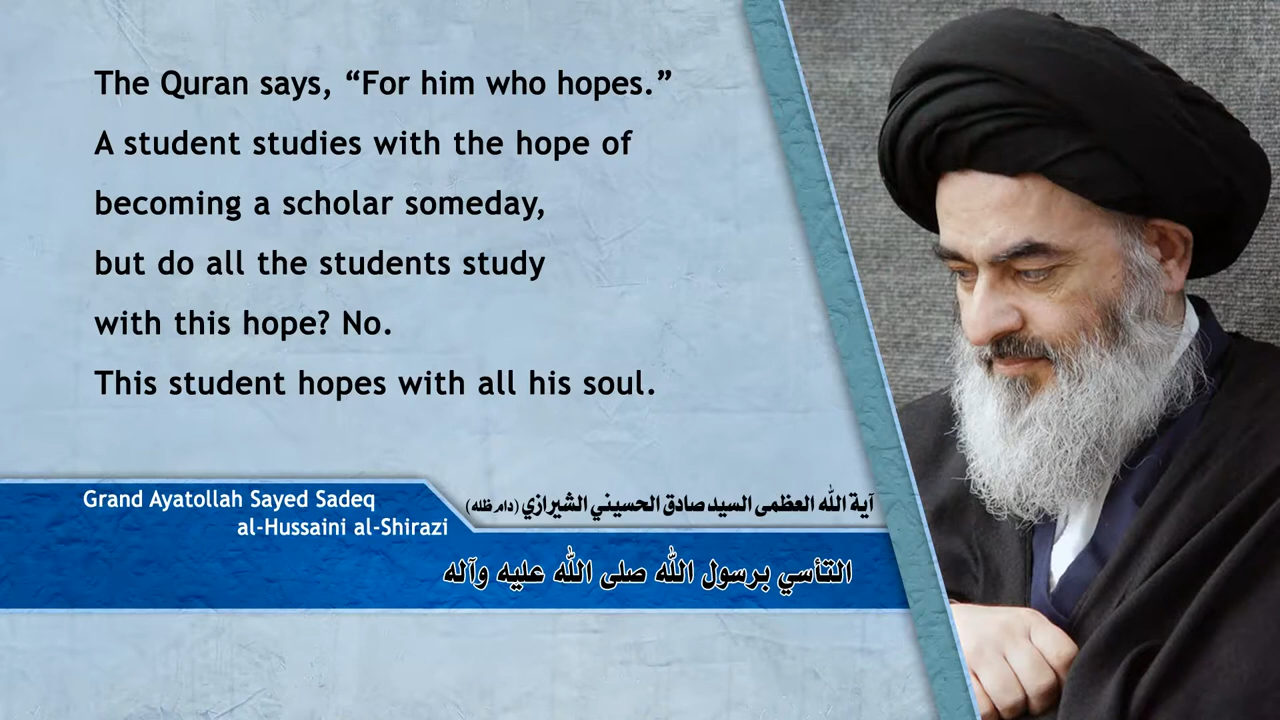 The Quran says, “For him who hopes.”
A student studies with the hope of
becoming a scholar someday,
but do all the students study
with this hope? No.
This student hopes with all his soul.
Grand Ayatollah Sayed Sadeq
al-Hussaini al-Shirazi
آية الله العظمى السيد صادق الحسيني الشيرازي (دام ظله)
التأسي برسول الله صلى الله عليه وآله